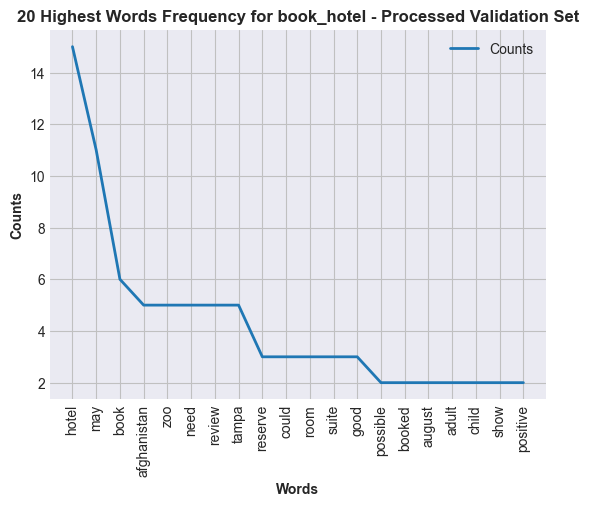 20 Highest Words Frequency for book_hotel - Processed Validation Set
Counts
Counts
14
12
10
8
6
4
2
hotel
may
book
afghanistan
zoo
need
review
tampa
reserve
could
room
suite
good
possible
booked
august
adult
child
show
positive
Words